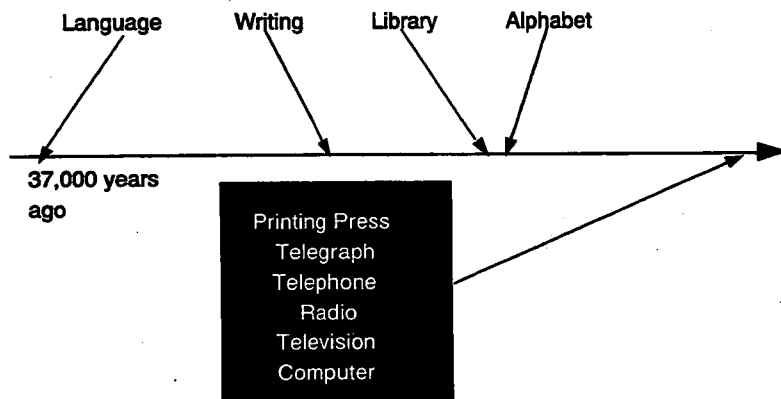 Language
Writing
Library
Alphabet
37,000 years
ago
Printing Press
Telegraph
Telephone
Radio
Television
Computer